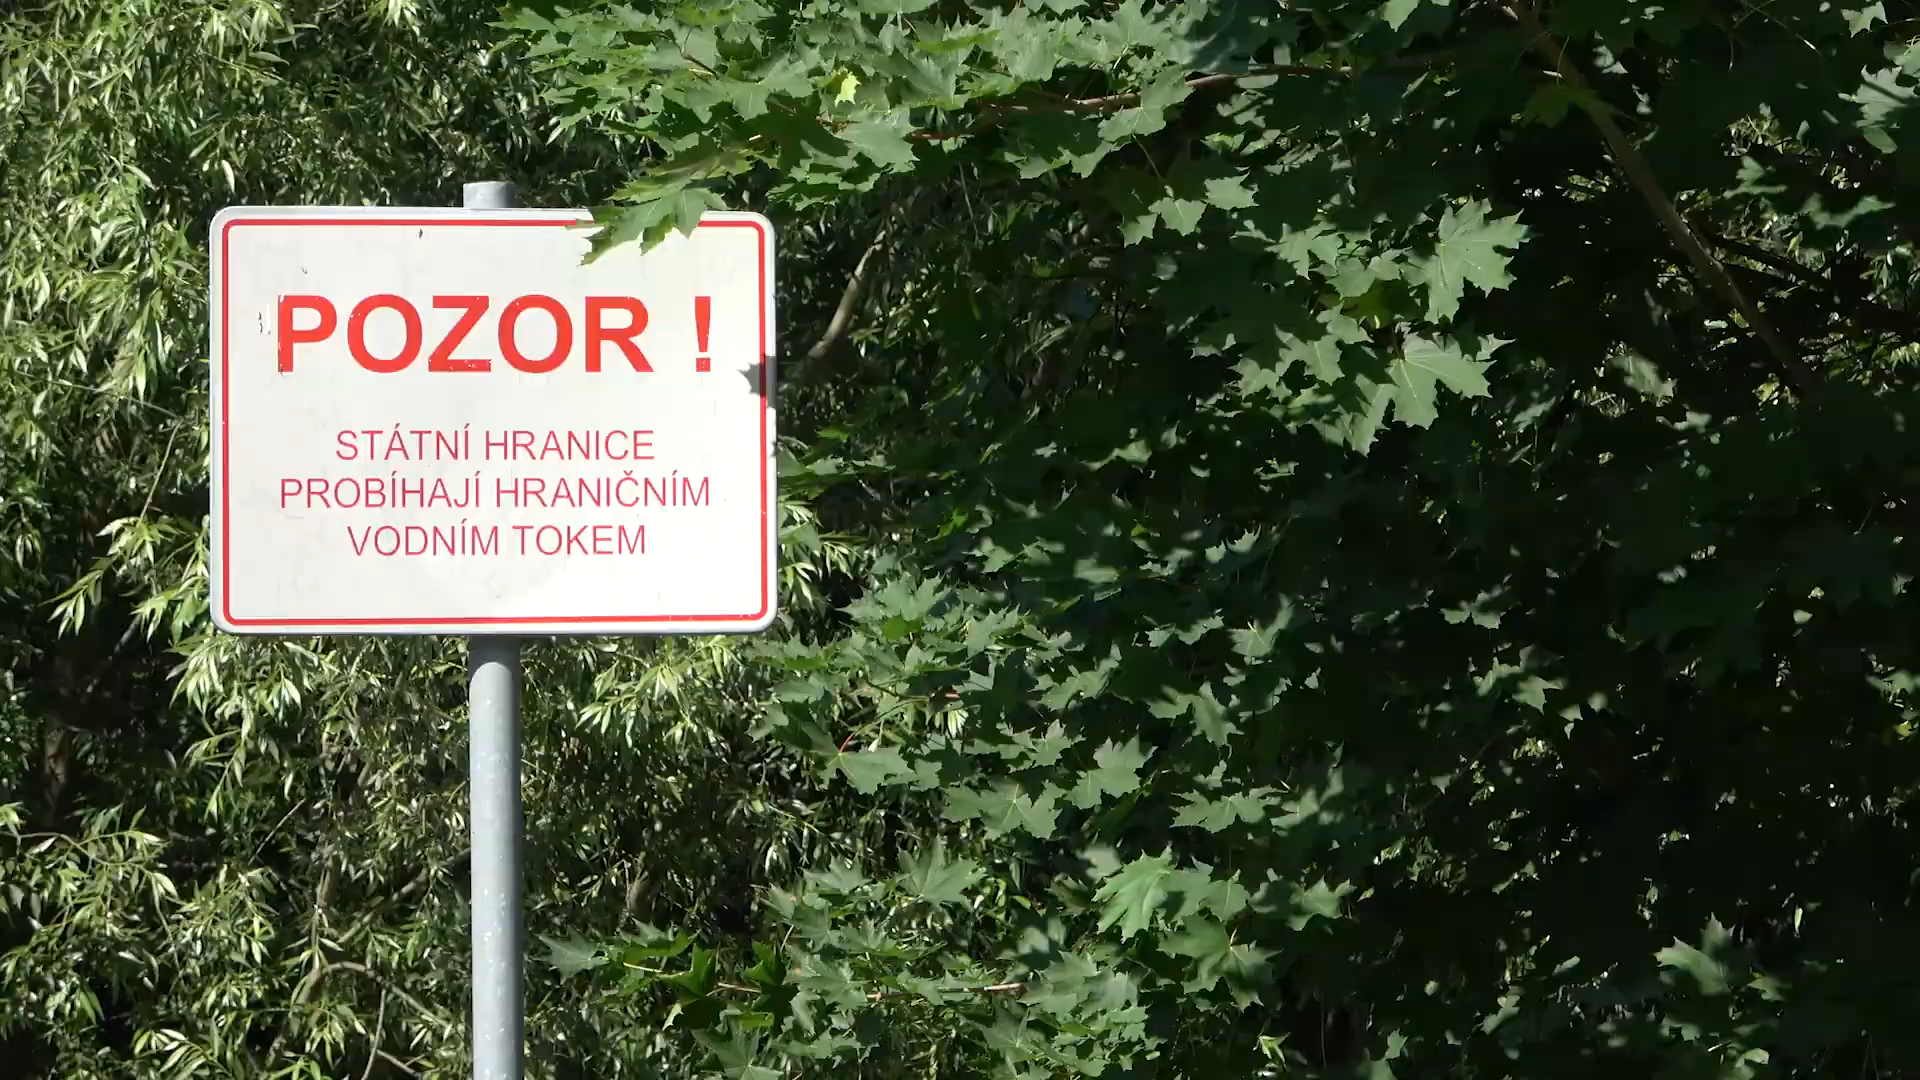 POZOR !
STÁTNÍ HRANICE
PROBÍHAJÍ HRANIČNÍM
VODNÍM TOKEM